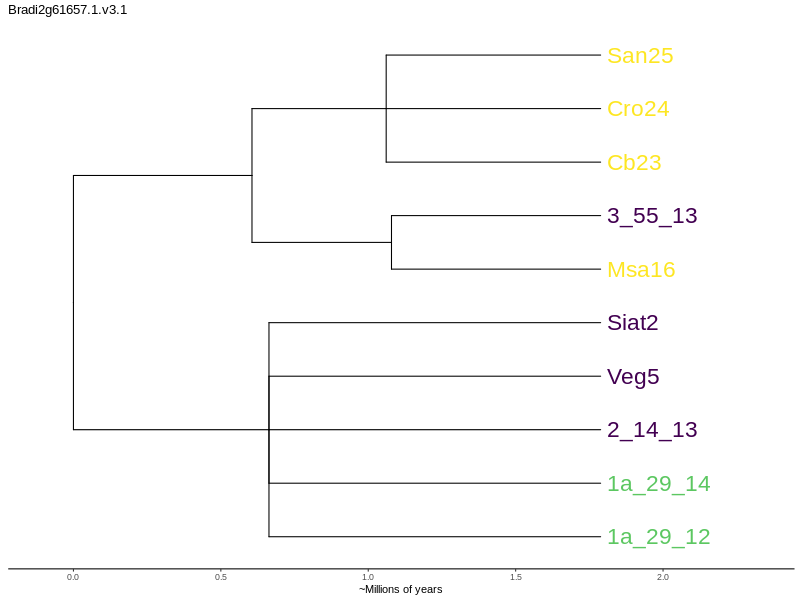 Bradi2g61657.1.v3.1
San25
Cro24
Cb23
3_55_13
Msa16
Siat2
Veg5
2_14_13
1a_29_14
1a_29_12
0.0 0.5 1.0 1.5 2.0
~Millions of years